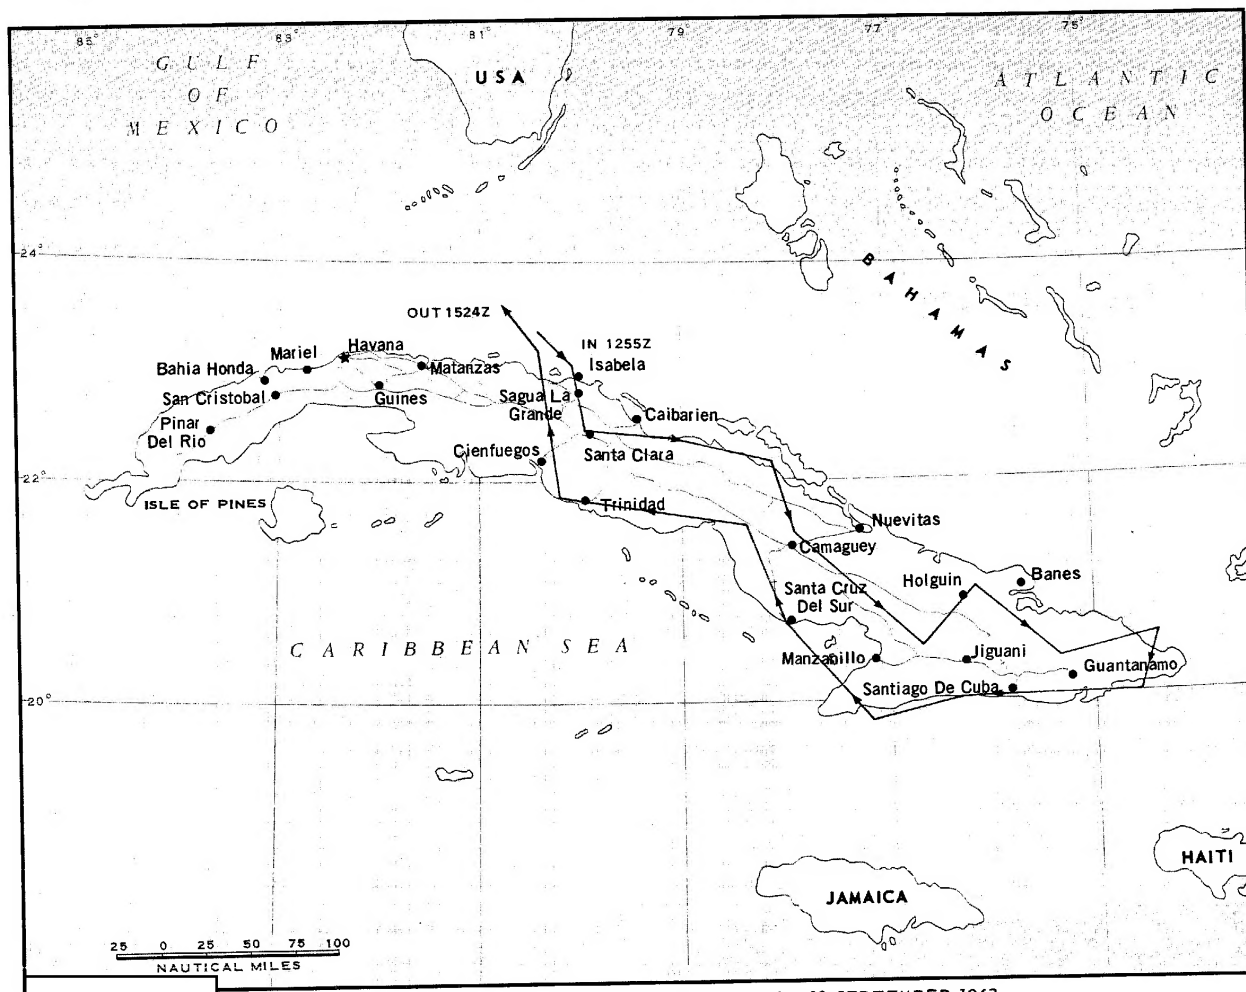 85° 83 81 79 77 75
GULF
OF
MEXICO
USA
ATLANTIC
OCEAN
24°
BAHAMAS
OUT 1524Z
IN 1255Z
Havana
Mariel
Isabela
Bahia Honda
Matanzas
San Cristobal
Guines
Sagua La
Grande
Caibarien
Pinar
Del Rio
Cienfuegos
Santa Clara
22°
ISLE OF PINES
Trinidad
Nuevitas
Camaguey
Holguin
Banes
Santa Cruz
Del Sur
CARIBBEAN SEA
Manzanillo
Jiguani
Guantanamo
Santiago De Cuba
20°
HAITI
JAMAICA
25 0 25 50 75 100
NAUTICAL MILES
SEPTEMBER 1962